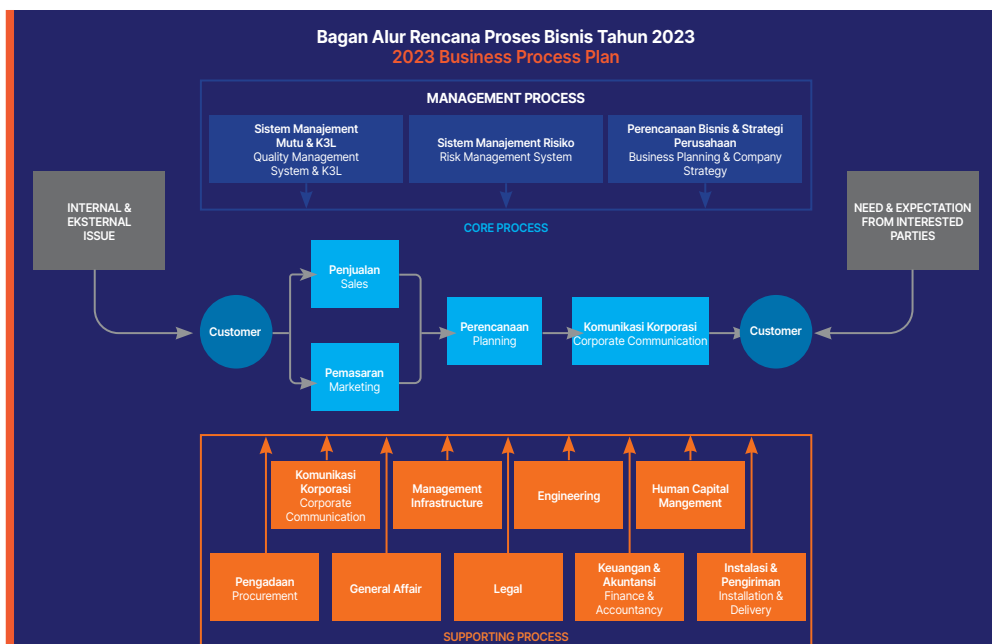 Bagan Alur Rencana Proses Bisnis Tahun 2023
2023 Business Process Plan
MANAGEMENT PROCESS
Sistem Manajement
Mutu & K3L
Quality Management
System & K3L
Sistem Manajement Risiko
Risk Management System
Perencanaan Bisnis & Strategi
Perusahaan
Business Planning & Company
Strategy
INTERNAL &
EKSTERNAL
ISSUE
NEED & EXPECTATION
FROM INTERESTED
PARTIES
CORE PROCESS
Customer
Penjualan
Sales
Pemasaran
Marketing
Perencanaan
Planning
Komunikasi Korporasi
Corporate Communication
Customer
Komunikasi
Korporasi
Corporate
Communication
Management
Infrastructure
Engineering
Human Capital
Mangement
Pengadaan
Procurement
General Affair
Legal
Keuangan &
Akuntansi
Finance &
Accountancy
Instalasi &
Pengiriman
Installation &
Delivery
SUPPORTING PROCESS